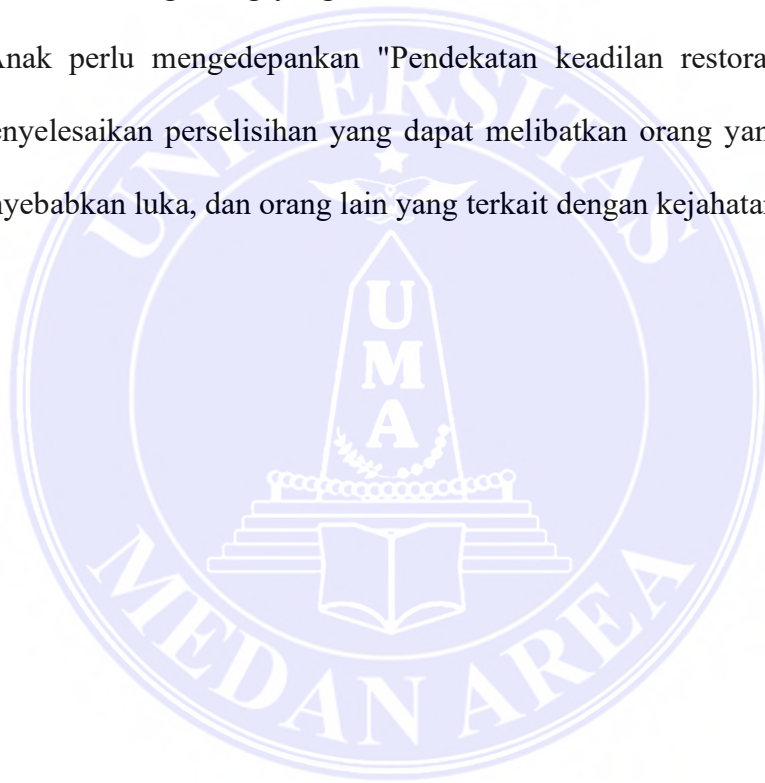 Anak perlu mengedepankan "Pendekatan keadilan restora
enyelesaikan perselisihan yang dapat melibatkan orang yan
nyebabkan luka, dan orang lain yang terkait dengan kejahatan
UNIVERSITAS
UMA
MEDAN AREA